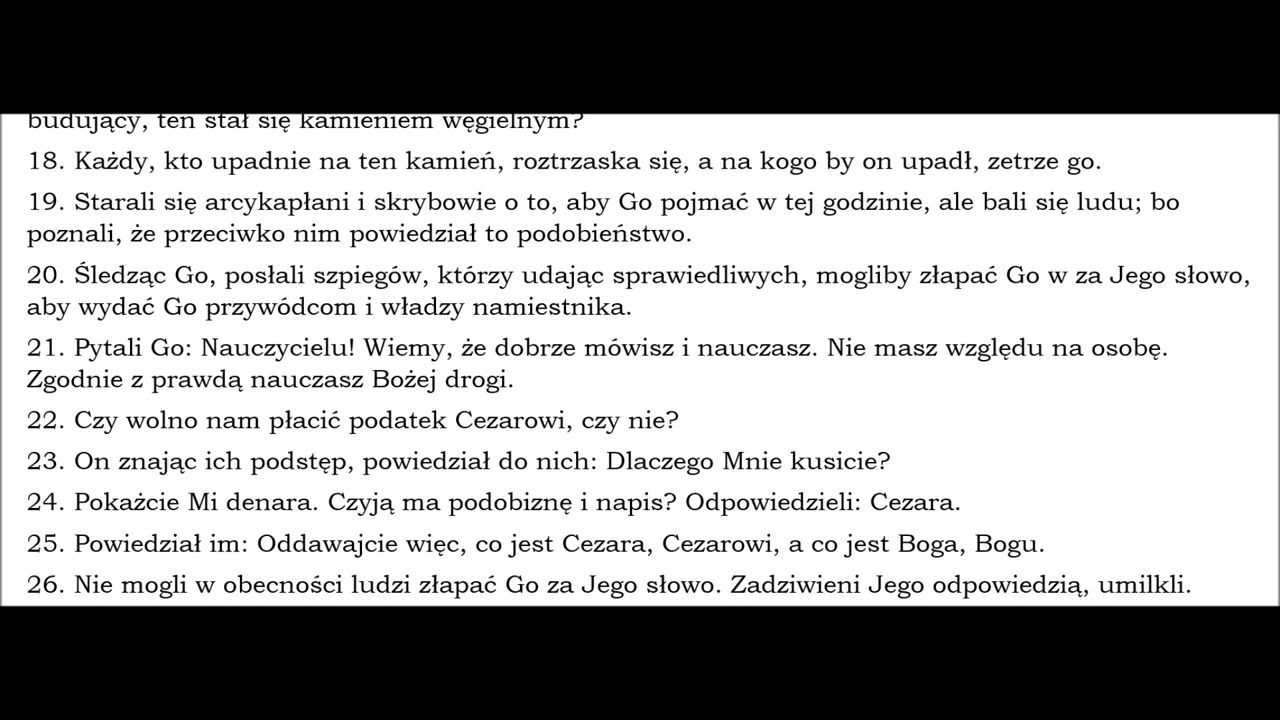 budujący, ten stał się kamieniem węgielnym?
18. Każdy, kto upadnie na ten kamień, roztrzaska się, a na kogo by on upadł, zetrze go.
19. Starali się arcykapłani i skrybowie o to, aby Go pojmać w tej godzinie, ale bali się ludu; bo
poznali, że przeciwko nim powiedział to podobieństwo.
20. Śledząc Go, posłali szpiegów, którzy udając sprawiedliwych, mogliby złapać Go w za Jego słowo,
aby wydać Go przywódcom i władzy namiestnika.
21. Pytali Go: Nauczycielu! Wiemy, że dobrze mówisz i nauczasz. Nie masz względu na osobę.
Zgodnie z prawdą nauczasz Bożej drogi.
22. Czy wolno nam płacić podatek Cezarowi, czy nie?
23. On znając ich podstęp, powiedział do nich: Dlaczego Mnie kusicie?
24. Pokażcie Mi denara. Czyją ma podobiznę i napis? Odpowiedzieli: Cezara.
25. Powiedział im: Oddawajcie więc, co jest Cezara, Cezarowi, a co jest Boga, Bogu.
26. Nie mogli w obecności ludzi złapać Go za Jego słowo. Zadziwieni Jego odpowiedzią, umilkli.